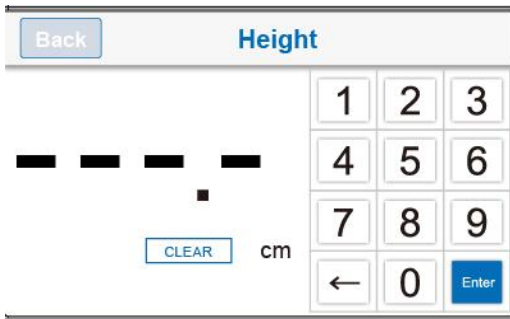 Back Height
1 2 3
4 5 6
7 8 9
← 0 Enter
_ _ _ . _
CLEAR cm